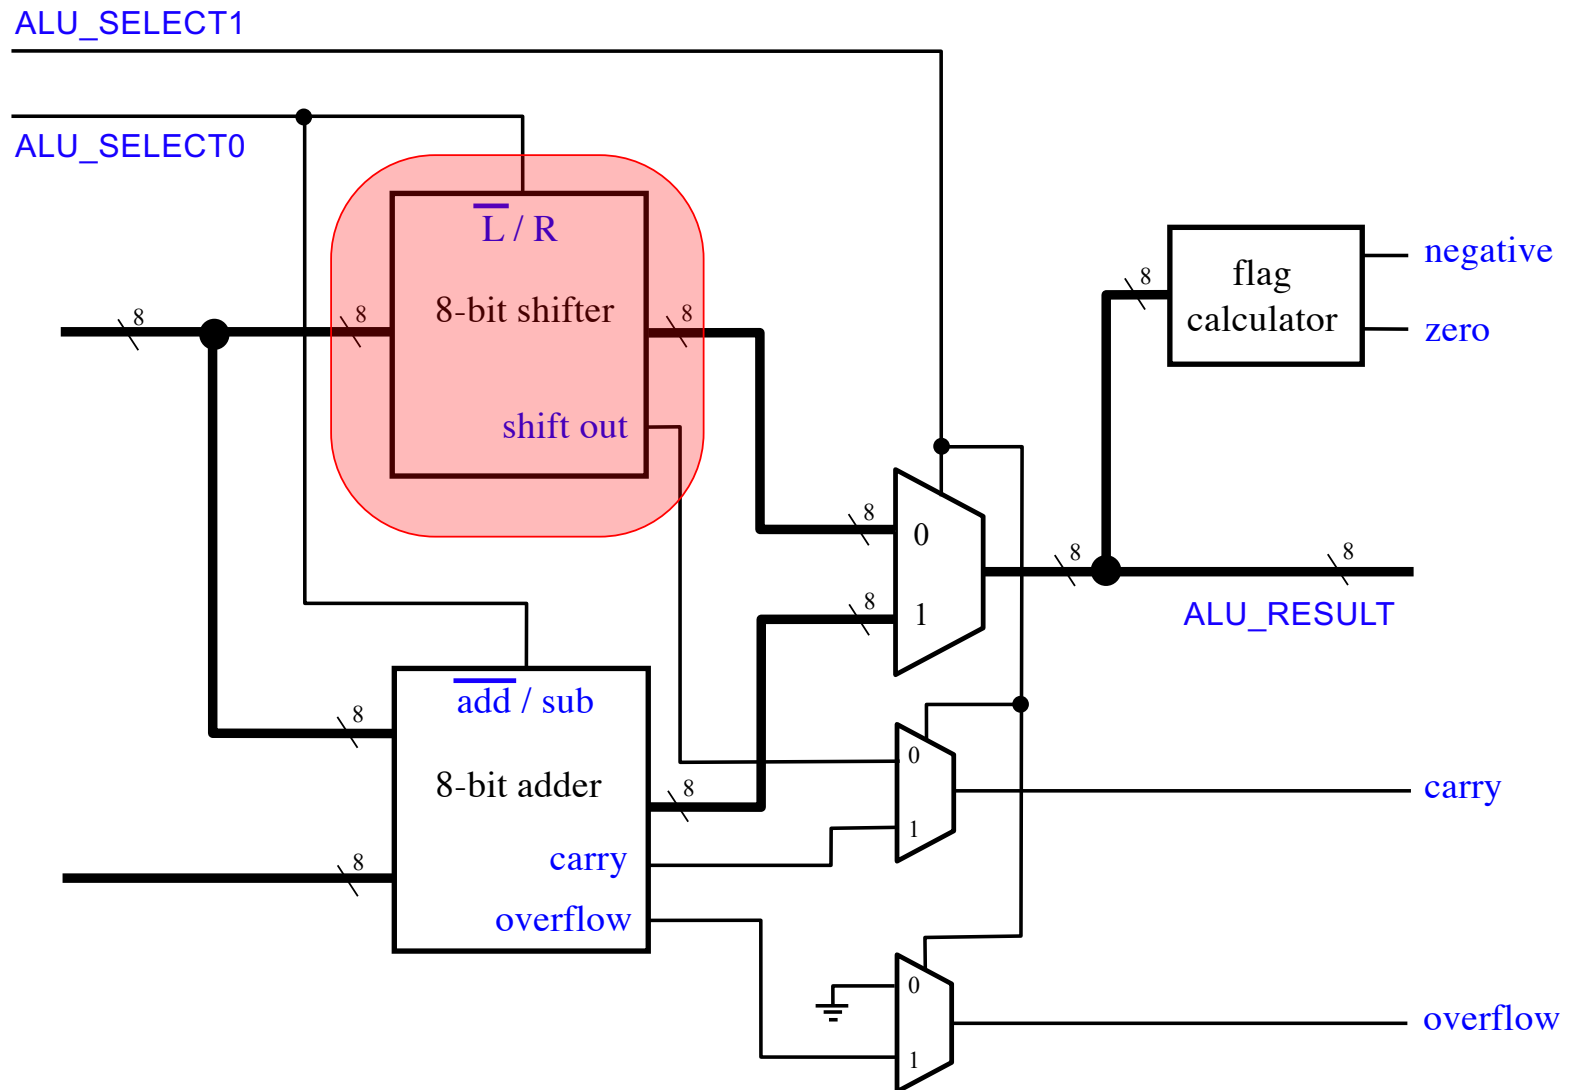 ALU_SELECT1
ALU_SELECT0
L / R
8-bit shifter
shift out
8
8
8
8
negative
flag
calculator
zero
8
0
8
1
8
8
ALU_RESULT
add / sub
8-bit adder
carry
overflow
8
8
8
0
1
carry
0
1
overflow